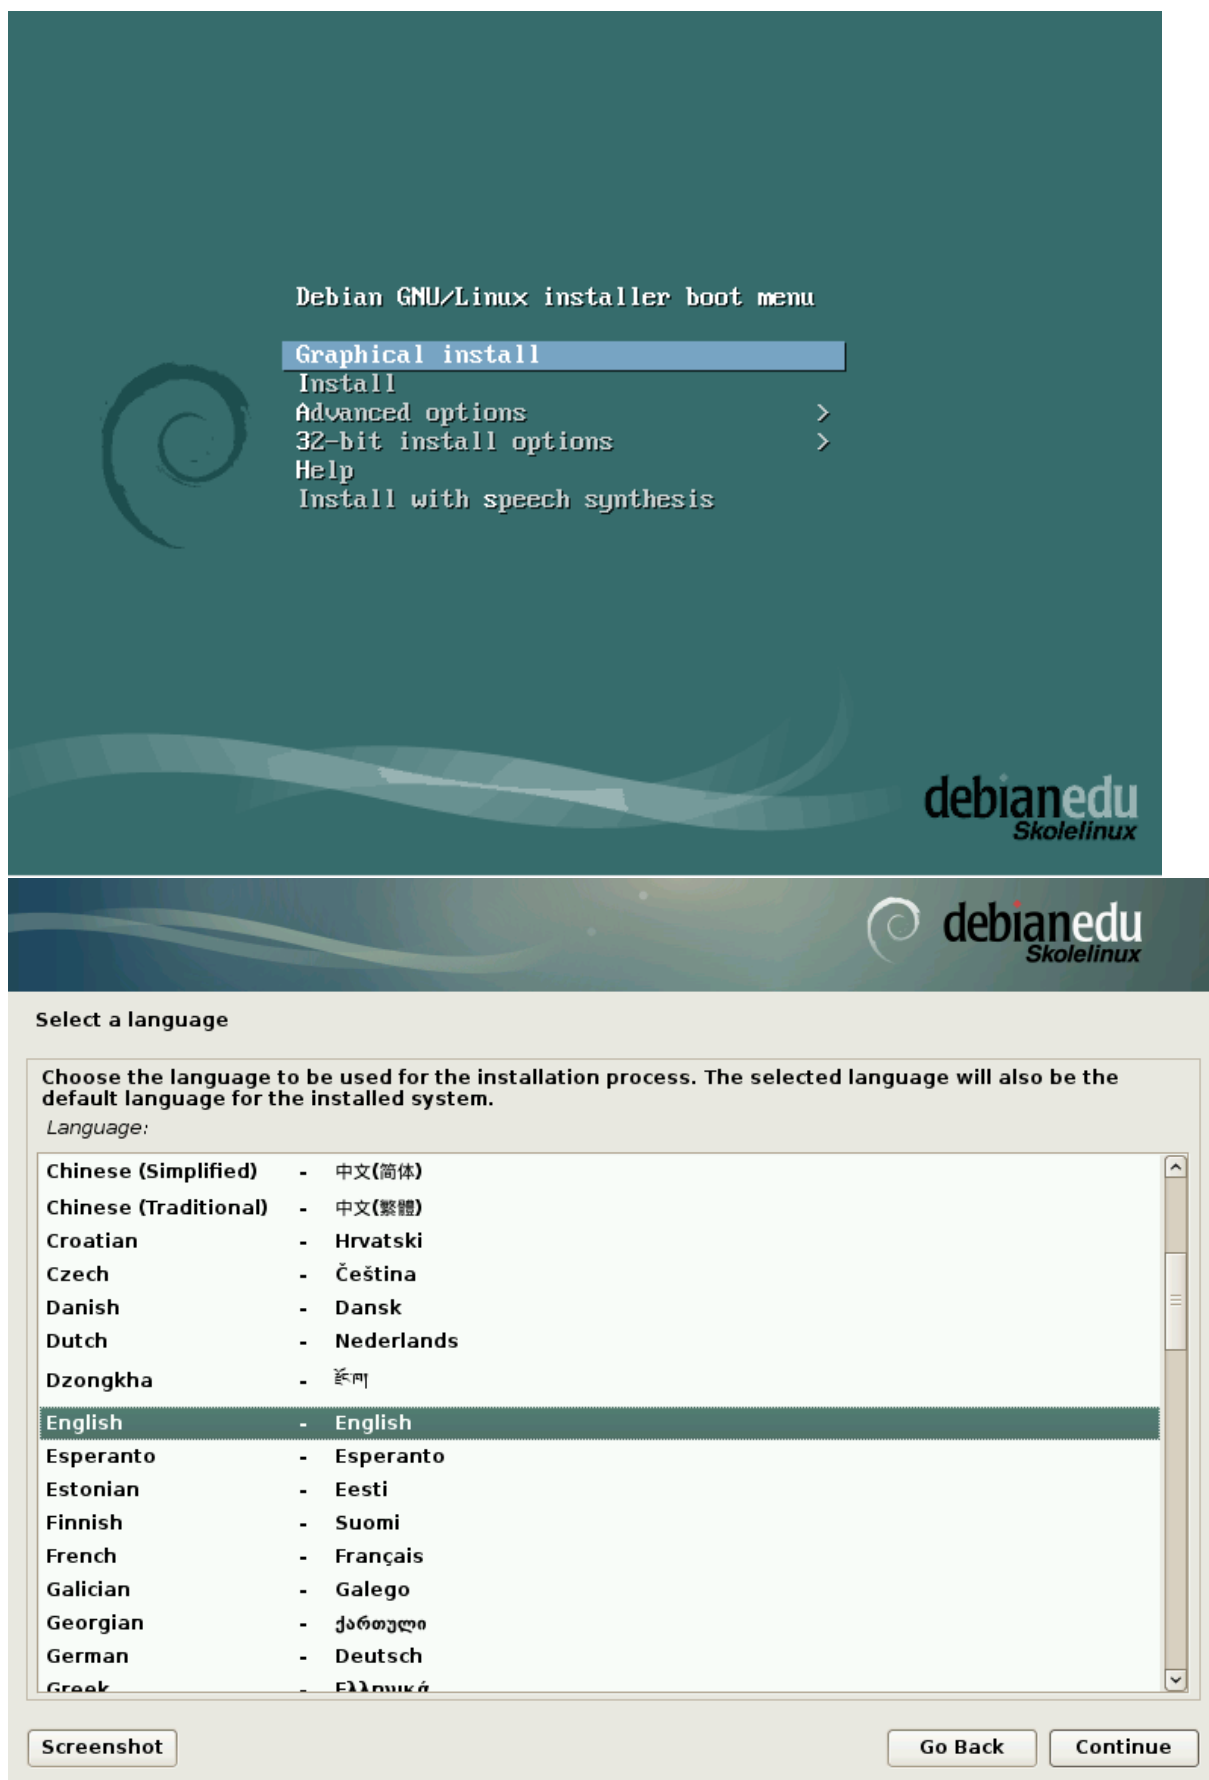 Debian GNU/Linux installer boot menu
Graphical install
Install
Advanced options >
32-bit install options >
Help
Install with speech synthesis
debianedu
Skolelinux
debianedu
Skolelinux
Select a language
Choose the language to be used for the installation process. The selected language will also be the
default language for the installed system.
Language:
Chinese (Simplified) - 中文(简体)
Chinese (Traditional) - 中文(繁體)
Croatian - Hrvatski
Czech - Čeština
Danish - Dansk
Dutch - Nederlands
Dzongkha - རྫོང་ཁ།
English - English
Esperanto - Esperanto
Estonian - Eesti
Finnish - Suomi
French - Français
Galician - Galego
Georgian - ქართული
German - Deutsch
Greek - Ελληνικά
Screenshot
Go Back
Continue